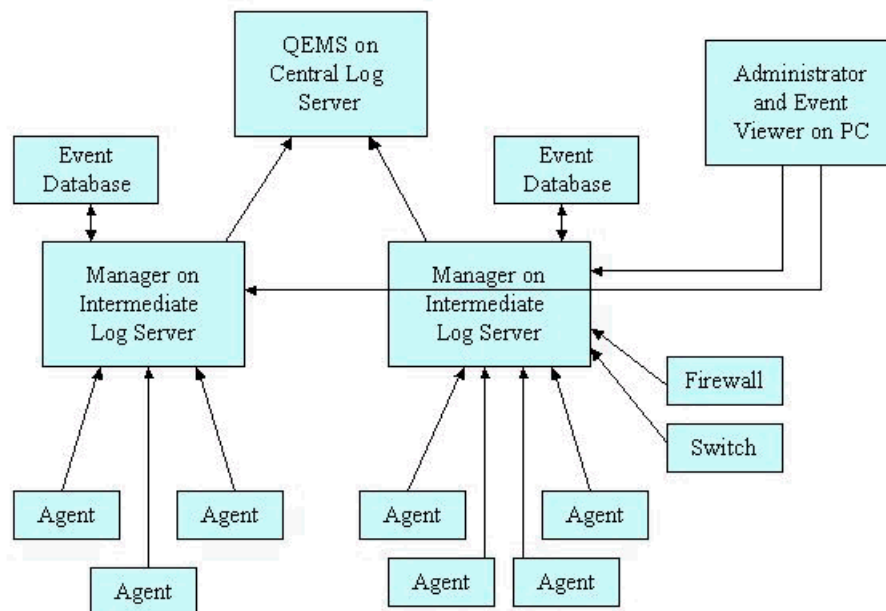 QEMS on
Central Log
Server
Administrator
and Event
Viewer on PC
Event
Database
Event
Database
Manager on
Intermediate
Log Server
Manager on
Intermediate
Log Server
Firewall
Switch
Agent
Agent
Agent
Agent
Agent
Agent
Agent